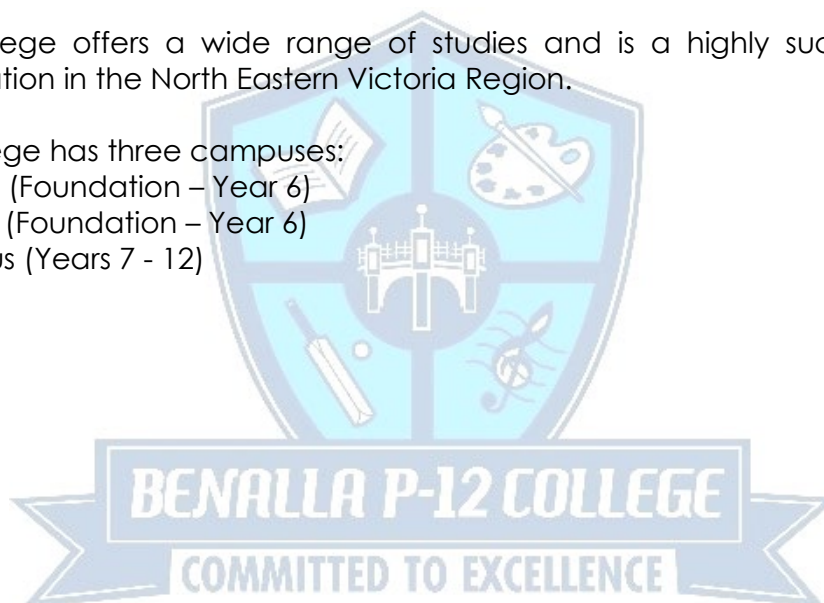 lege offers a wide range of studies and is a highly suc
tion in the North Eastern Victoria Region.
ege has three campuses:
(Foundation – Year 6)
(Foundation – Year 6)
us (Years 7 - 12)
BENALLA P-12 COLLEGE
COMMITTED TO EXCELLENCE